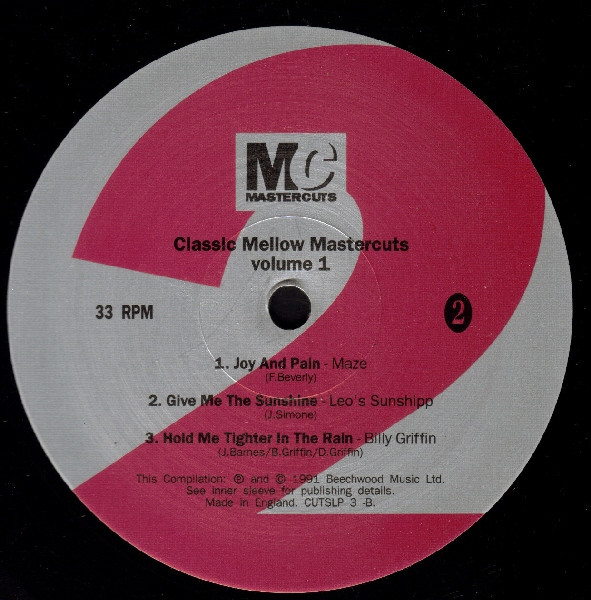 MC
MASTERCUTS
Classic Mellow Mastercuts
volume 1
33 RPM
2
1. Joy And Pain - Maze
(F.Beverly)
2. Give Me The Sunshine - Leo's Sunshipp
(J.Simone)
3. Hold Me Tighter In The Rain - Billy Griffin
(J.Barnes/B.Griffin/D.Griffin)
This Compilation: ℗ and © 1991 Beechwood Music Ltd.
See inner sleeve for publishing details.
Made in England. CUTSLP 3 -B.